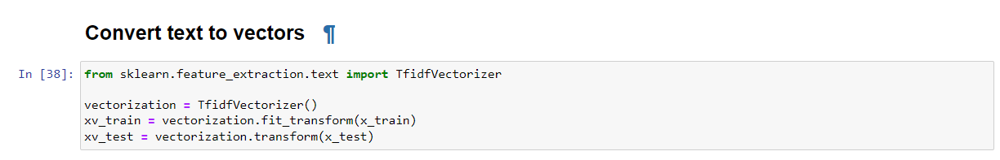 Convert text to vectors ¶
In [38]:
from sklearn.feature_extraction.text import TfidfVectorizer
vectorization = TfidfVectorizer()
xv_train = vectorization.fit_transform(x_train)
xv_test = vectorization.transform(x_test)